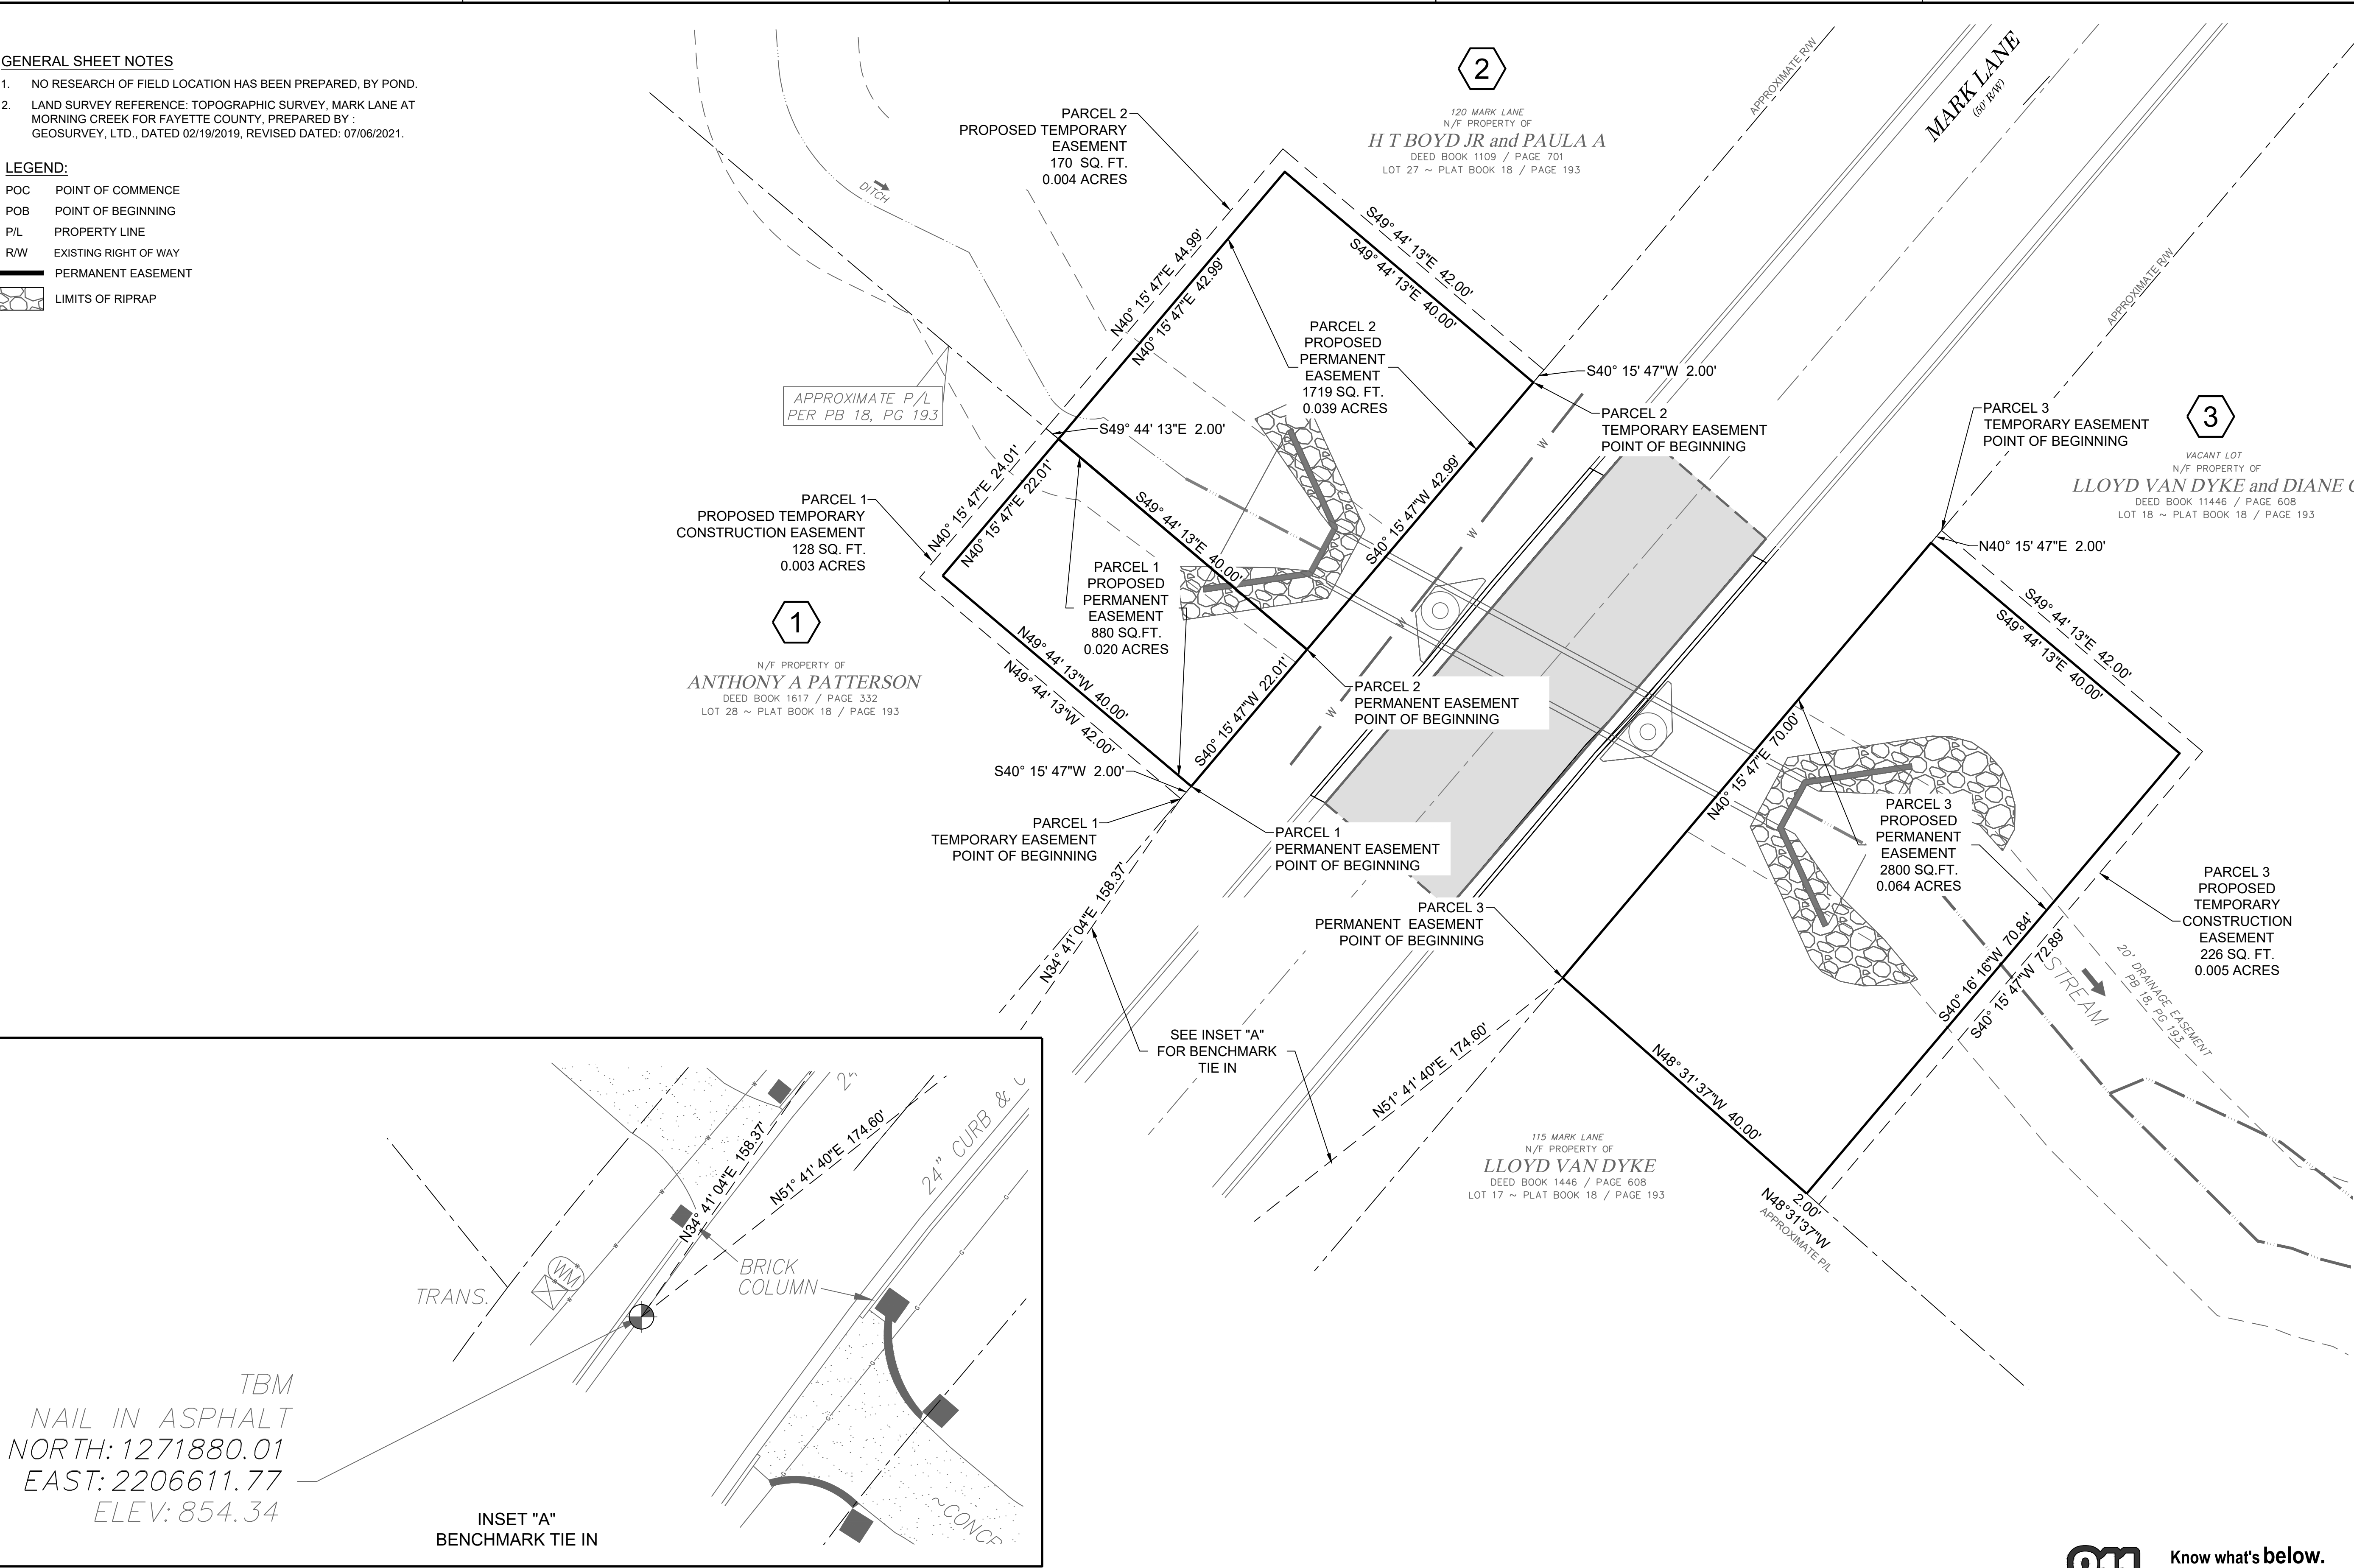 GENERAL SHEET NOTES
1. NO RESEARCH OF FIELD LOCATION HAS BEEN PREPARED, BY POND.
2. LAND SURVEY REFERENCE: TOPOGRAPHIC SURVEY, MARK LANE AT
MORNING CREEK FOR FAYETTE COUNTY, PREPARED BY :
GEOSURVEY, LTD., DATED 02/19/2019, REVISED DATED: 07/06/2021.
LEGEND:
POC POINT OF COMMENCE
POB POINT OF BEGINNING
P/L PROPERTY LINE
R/W EXISTING RIGHT OF WAY
PERMANENT EASEMENT
LIMITS OF RIPRAP
PARCEL 2
PROPOSED TEMPORARY
EASEMENT
170 SQ. FT.
0.004 ACRES
DITCH
2
120 MARK LANE
N/F PROPERTY OF
H T BOYD JR and PAULA A
DEED BOOK 1109 / PAGE 701
LOT 27 ~ PLAT BOOK 18 / PAGE 193
APPROXIMATE R/W
MARK LANE
(50' R/W)
APPROXIMATE R/W
N40° 15' 47"E 44.99'
N40° 15' 47"E 42.99'
S49° 44' 13"E 42.00'
S49° 44' 13"E 40.00'
PARCEL 2
PROPOSED
PERMANENT
EASEMENT
1719 SQ. FT.
0.039 ACRES
S40° 15' 47"W 2.00'
PARCEL 2
TEMPORARY EASEMENT
POINT OF BEGINNING
APPROXIMATE P/L
PER PB 18, PG 193
S49° 44' 13"E 2.00'
N40° 15' 47"E 24.01'
N40° 15' 47"E 22.01'
S49° 44' 13"E 40.00'
S40° 15' 47"W 42.99'
W
W
W
W
PARCEL 3
TEMPORARY EASEMENT
POINT OF BEGINNING
3
VACANT LOT
N/F PROPERTY OF
LLOYD VAN DYKE and DIANE C
DEED BOOK 11446 / PAGE 608
LOT 18 ~ PLAT BOOK 18 / PAGE 193
N40° 15' 47"E 2.00'
PARCEL 1
PROPOSED TEMPORARY
CONSTRUCTION EASEMENT
128 SQ. FT.
0.003 ACRES
PARCEL 1
PROPOSED
PERMANENT
EASEMENT
880 SQ.FT.
0.020 ACRES
1
N/F PROPERTY OF
ANTHONY A PATTERSON
DEED BOOK 1617 / PAGE 332
LOT 28 ~ PLAT BOOK 18 / PAGE 193
N49° 44' 13"W 40.00'
N49° 44' 13"W 42.00'
S40° 15' 47"W 22.01'
PARCEL 2
PERMANENT EASEMENT
POINT OF BEGINNING
S49° 44' 13"E 42.00'
S49° 44' 13"E 40.00'
N40° 15' 47"E 70.00'
S40° 15' 47"W 2.00'
PARCEL 1
TEMPORARY EASEMENT
POINT OF BEGINNING
PARCEL 1
PERMANENT EASEMENT
POINT OF BEGINNING
PARCEL 3
PROPOSED
PERMANENT
EASEMENT
2800 SQ.FT.
0.064 ACRES
PARCEL 3
PROPOSED
TEMPORARY
CONSTRUCTION
EASEMENT
226 SQ. FT.
0.005 ACRES
N34° 41' 04"E 158.37'
PARCEL 3
PERMANENT EASEMENT
POINT OF BEGINNING
S40° 16' 16"W 70.84'
S40° 15' 47"W 72.89'
STREAM
20' DRAINAGE EASEMENT
PB 18, PG 193
SEE INSET "A"
FOR BENCHMARK
TIE IN
N51° 41' 40"E 174.60'
N48° 31' 37"W 40.00'
115 MARK LANE
N/F PROPERTY OF
LLOYD VAN DYKE
DEED BOOK 1446 / PAGE 608
LOT 17 ~ PLAT BOOK 18 / PAGE 193
2.00'
N48°31'37"W
APPROXIMATE P/L
N34° 41' 04"E 158.37'
N51° 41' 40"E 174.60'
24"
24" CURB &
WM
TRANS.
BRICK
COLUMN
G
G
G
G
G
G
TBM
NAIL IN ASPHALT
NORTH: 1271880.01
EAST: 2206611.77
ELEV: 854.34
~CONCR
INSET "A"
BENCHMARK TIE IN
811
Know what's below.